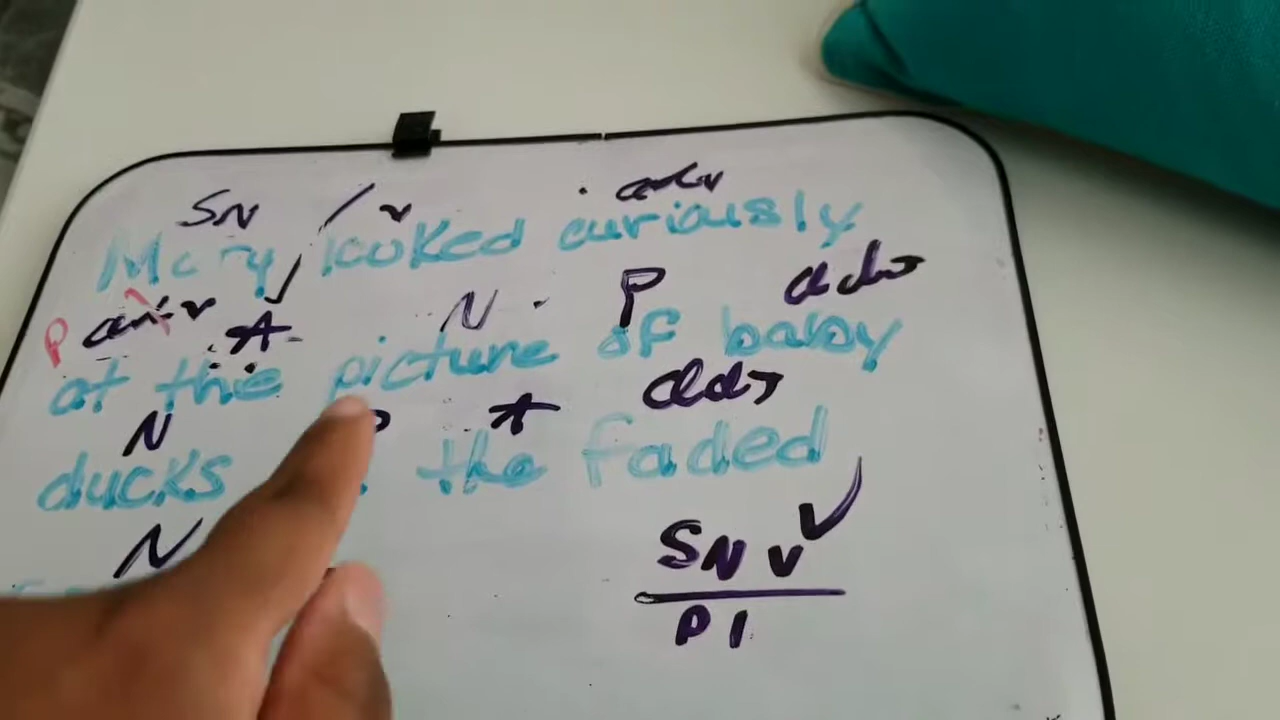 SN / v adv
Mary looked curiously
P adv A N P adj
at the picture of baby
N P A adj
ducks the faded
N
SN V
P1